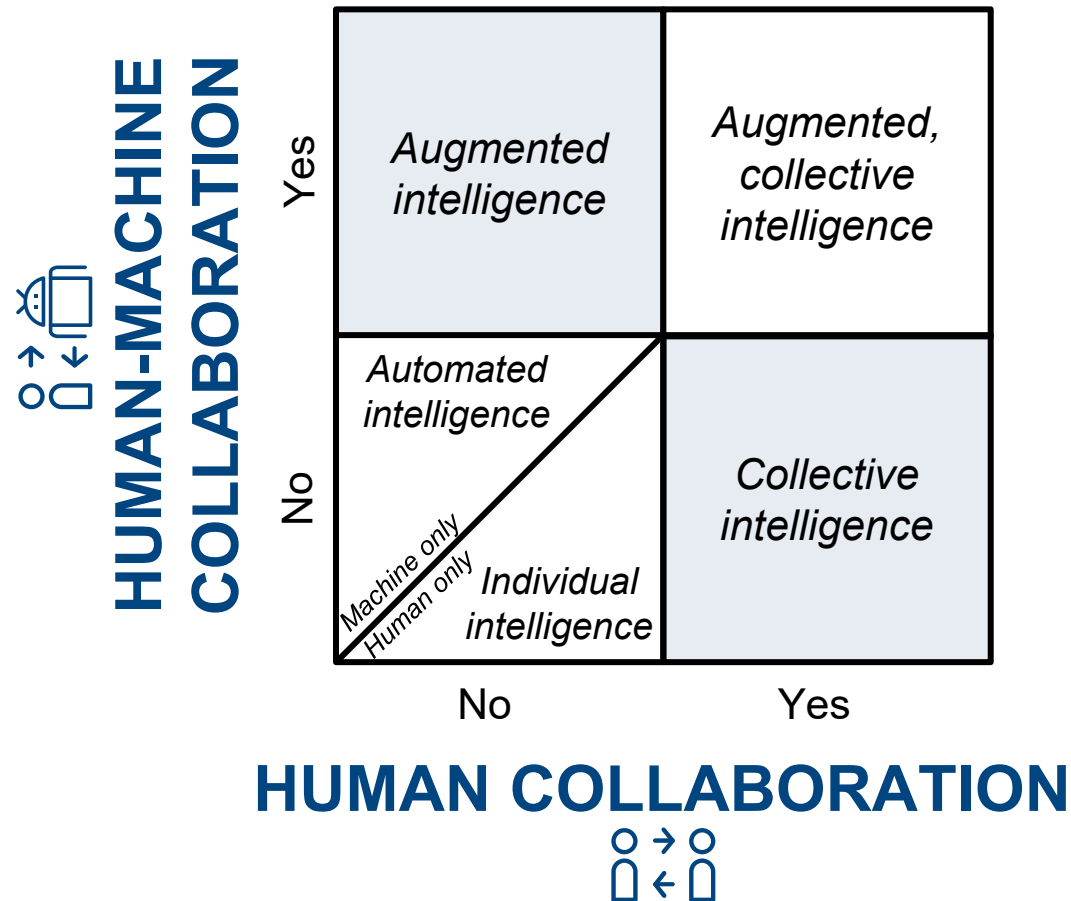 HUMAN-MACHINE
COLLABORATION
Yes
No
Augmented
intelligence
Augmented,
collective
intelligence
Automated
intelligence
Machine only
Human only
Individual
intelligence
Collective
intelligence
No
Yes
HUMAN COLLABORATION